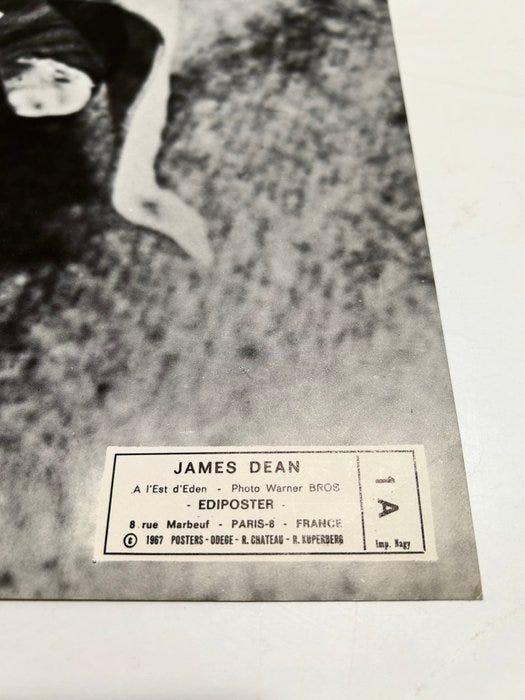 JAMES DEAN
A l'Est d'Eden - Photo Warner BROS
- EDIPOSTER -
8 rue Marbeuf - PARIS-8 - FRANCE
© 1967 POSTERS - ODEGE - R. CHATEAU - R. KUPERBERG
1 A
Imp. Nagy